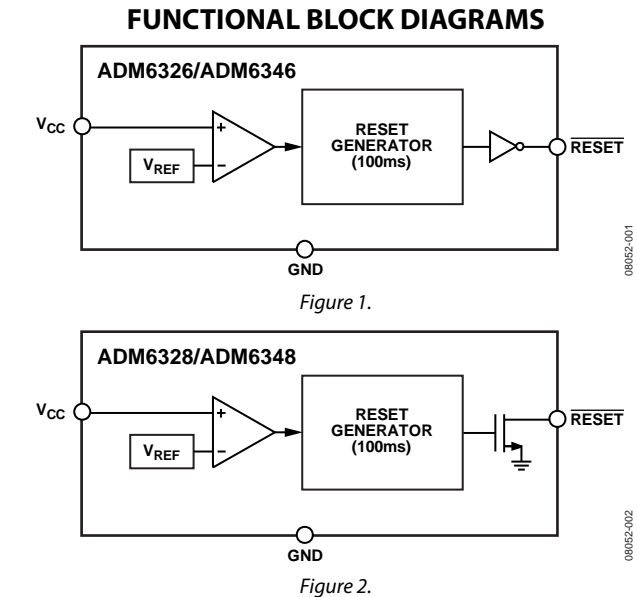 FUNCTIONAL BLOCK DIAGRAMS
ADM6326/ADM6346
VCC
VREF
+
−
RESET
GENERATOR
(100ms)
RESET
GND
08052-001
Figure 1.
ADM6328/ADM6348
VCC
VREF
+
−
RESET
GENERATOR
(100ms)
RESET
GND
08052-002
Figure 2.